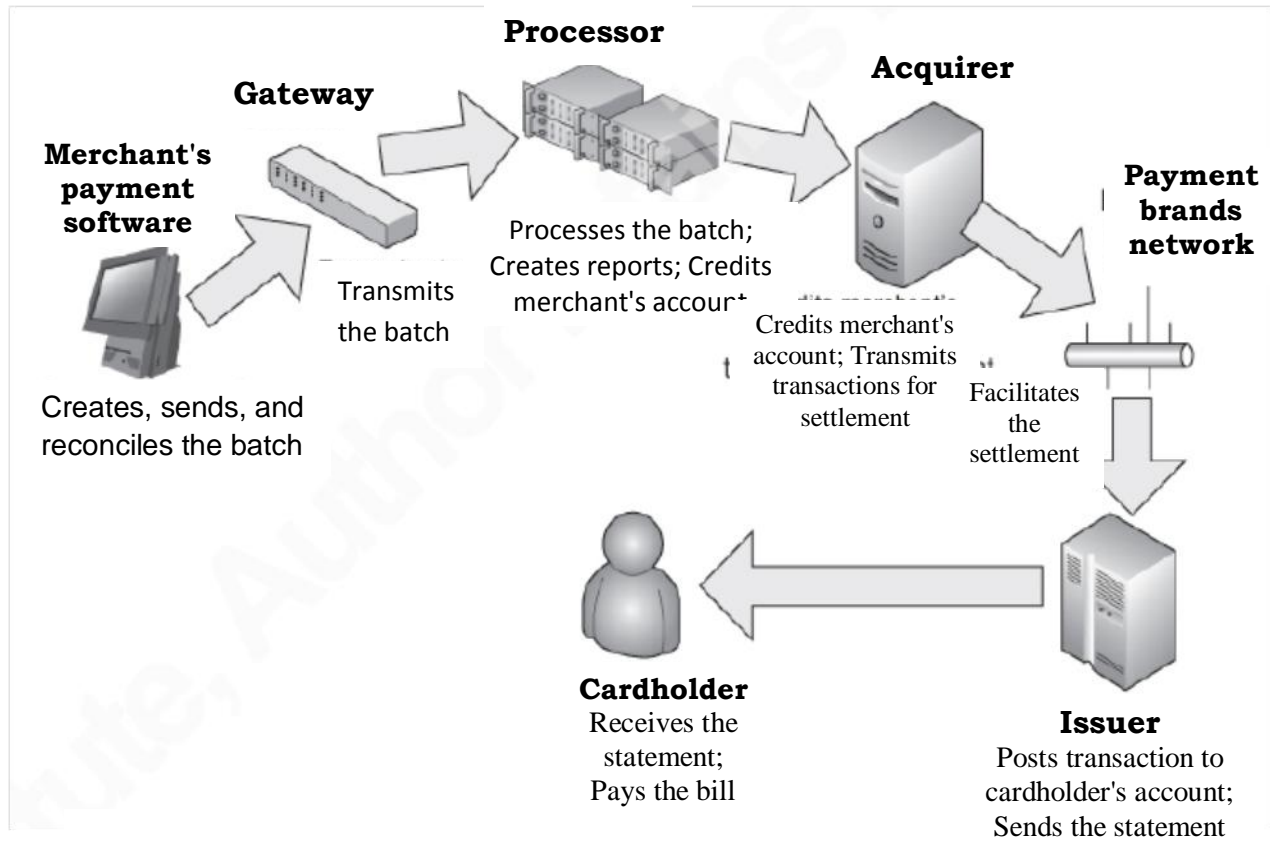 Processor
Acquirer
Gateway
Merchant's
payment
software
Payment
brands
network
Processes the batch;
Creates reports; Credits
merchant's account
Transmits
the batch
Credits merchant's
account; Transmits
transactions for
settlement
Facilitates
the
settlement
Creates, sends, and
reconciles the batch
Cardholder
Receives the
statement;
Pays the bill
Issuer
Posts transaction to
cardholder's account;
Sends the statement